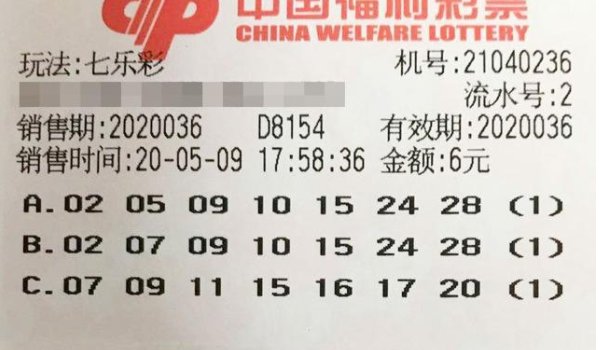 中国福利彩票
CHINA WELFARE LOTTERY
玩法:七乐彩 机号:21040236
流水号:2
销售期:2020036 D8154 有效期:2020036
销售时间:20-05-09 17:58:36 金额:6元
A.02 05 09 10 15 24 28 (1)
B.02 07 09 10 15 24 28 (1)
C.07 09 11 15 16 17 20 (1)